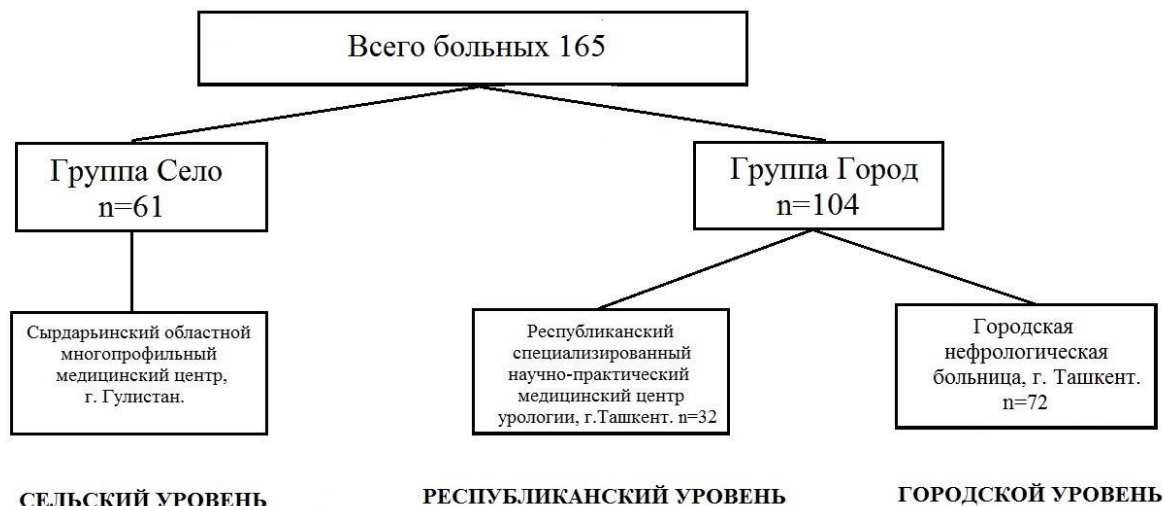 Всего больных 165
Группа Село
n=61
Группа Город
n=104
Сырдарьинский областной
многопрофильный
медицинский центр,
г. Гулистан.
Республиканский
специализированный
научно-практический
медицинский центр
урологии, г.Ташкент. n=32
Городская
нефрологическая
больница, г. Ташкент.
n=72
СЕЛЬСКИЙ УРОВЕНЬ
РЕСПУБЛИКАНСКИЙ УРОВЕНЬ
ГОРОДСКОЙ УРОВЕНЬ